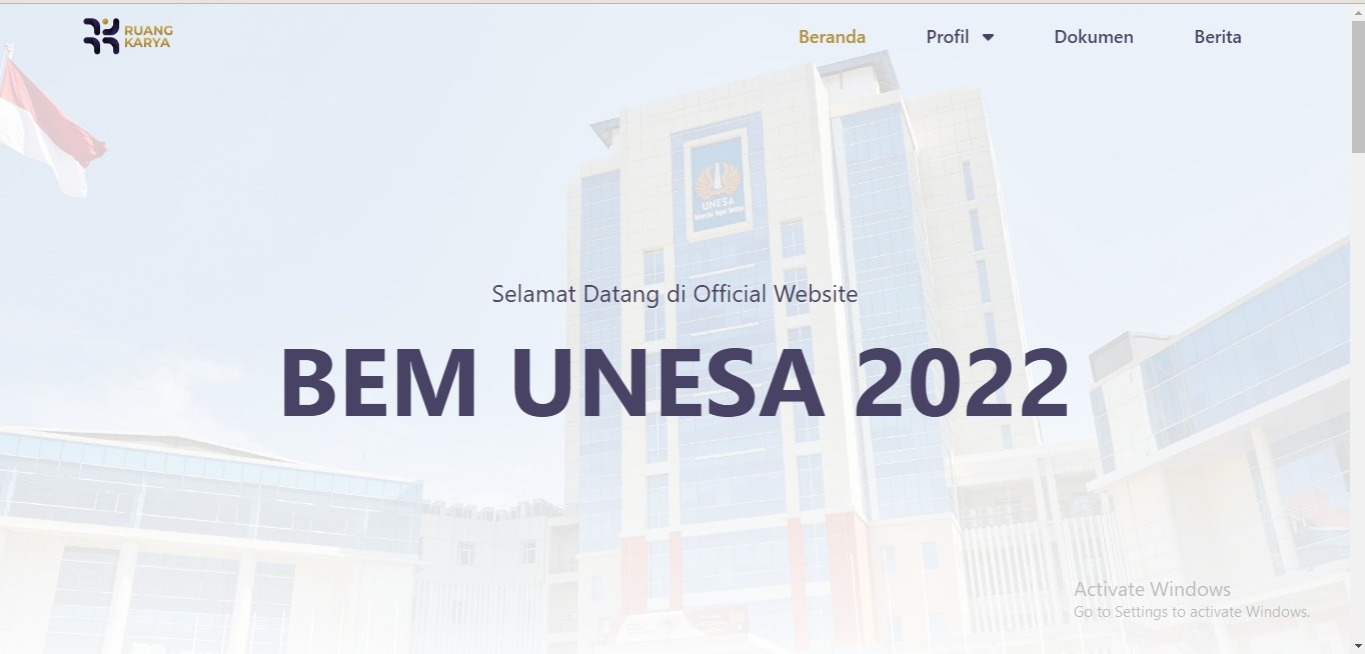 RUANG
KARYA
Beranda
Profil
Dokumen
Berita
UNESA
Selamat Datang di Official Website
BEM UNESA 2022
Activate Windows
Go to Settings to activate Windows.